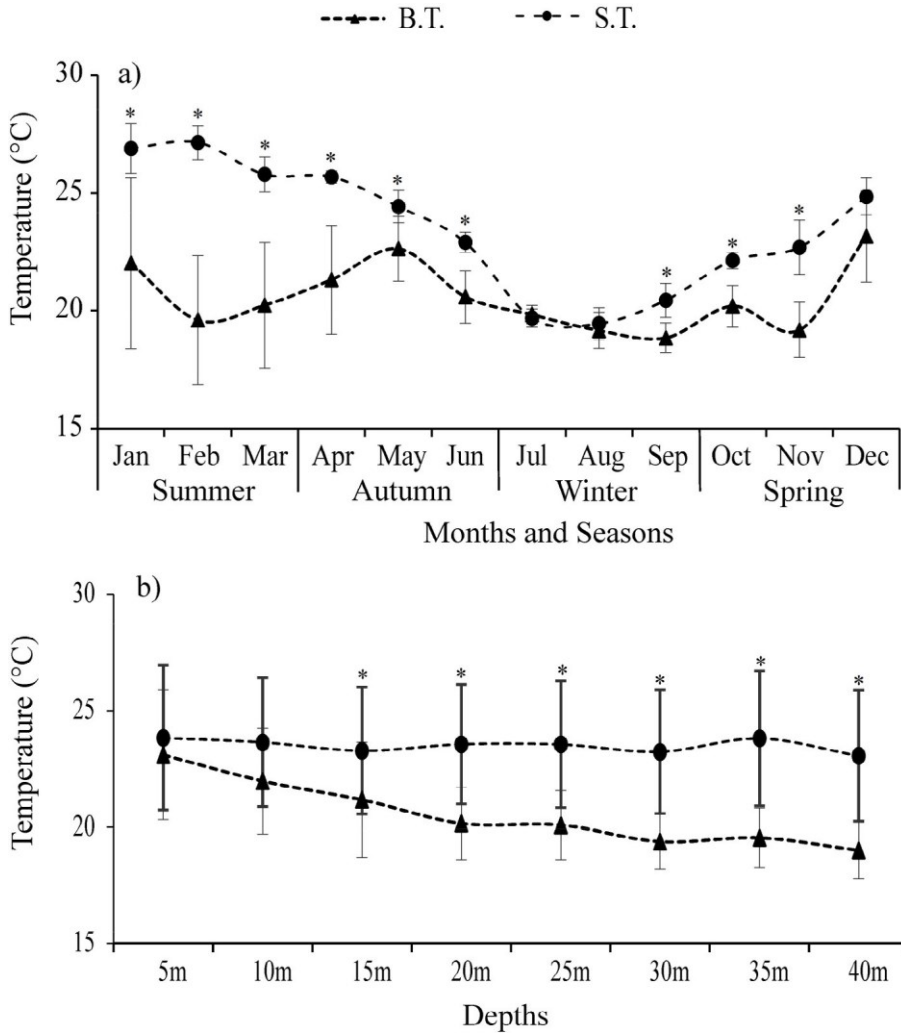 B.T. S.T.
a)
Temperature (°C)
30
25
20
15
* * * * * * * * *
Jan Feb Mar Apr May Jun Jul Aug Sep Oct Nov Dec
Summer Autumn Winter Spring
Months and Seasons
b)
Temperature (°C)
30
25
20
15
* * * * * *
5m 10m 15m 20m 25m 30m 35m 40m
Depths